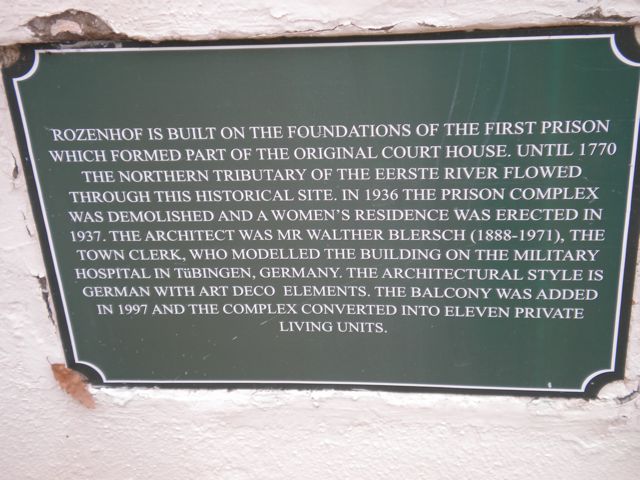 ROZENHOF IS BUILT ON THE FOUNDATIONS OF THE FIRST PRISON
WHICH FORMED PART OF THE ORIGINAL COURT HOUSE. UNTIL 1770
THE NORTHERN TRIBUTARY OF THE EERSTE RIVER FLOWED
THROUGH THIS HISTORICAL SITE. IN 1936 THE PRISON COMPLEX
WAS DEMOLISHED AND A WOMEN'S RESIDENCE WAS ERECTED IN
1937. THE ARCHITECT WAS MR WALTHER BLERSCH (1888-1971), THE
TOWN CLERK, WHO MODELLED THE BUILDING ON THE MILITARY
HOSPITAL IN TüBINGEN, GERMANY. THE ARCHITECTURAL STYLE IS
GERMAN WITH ART DECO ELEMENTS. THE BALCONY WAS ADDED
IN 1997 AND THE COMPLEX CONVERTED INTO ELEVEN PRIVATE
LIVING UNITS.